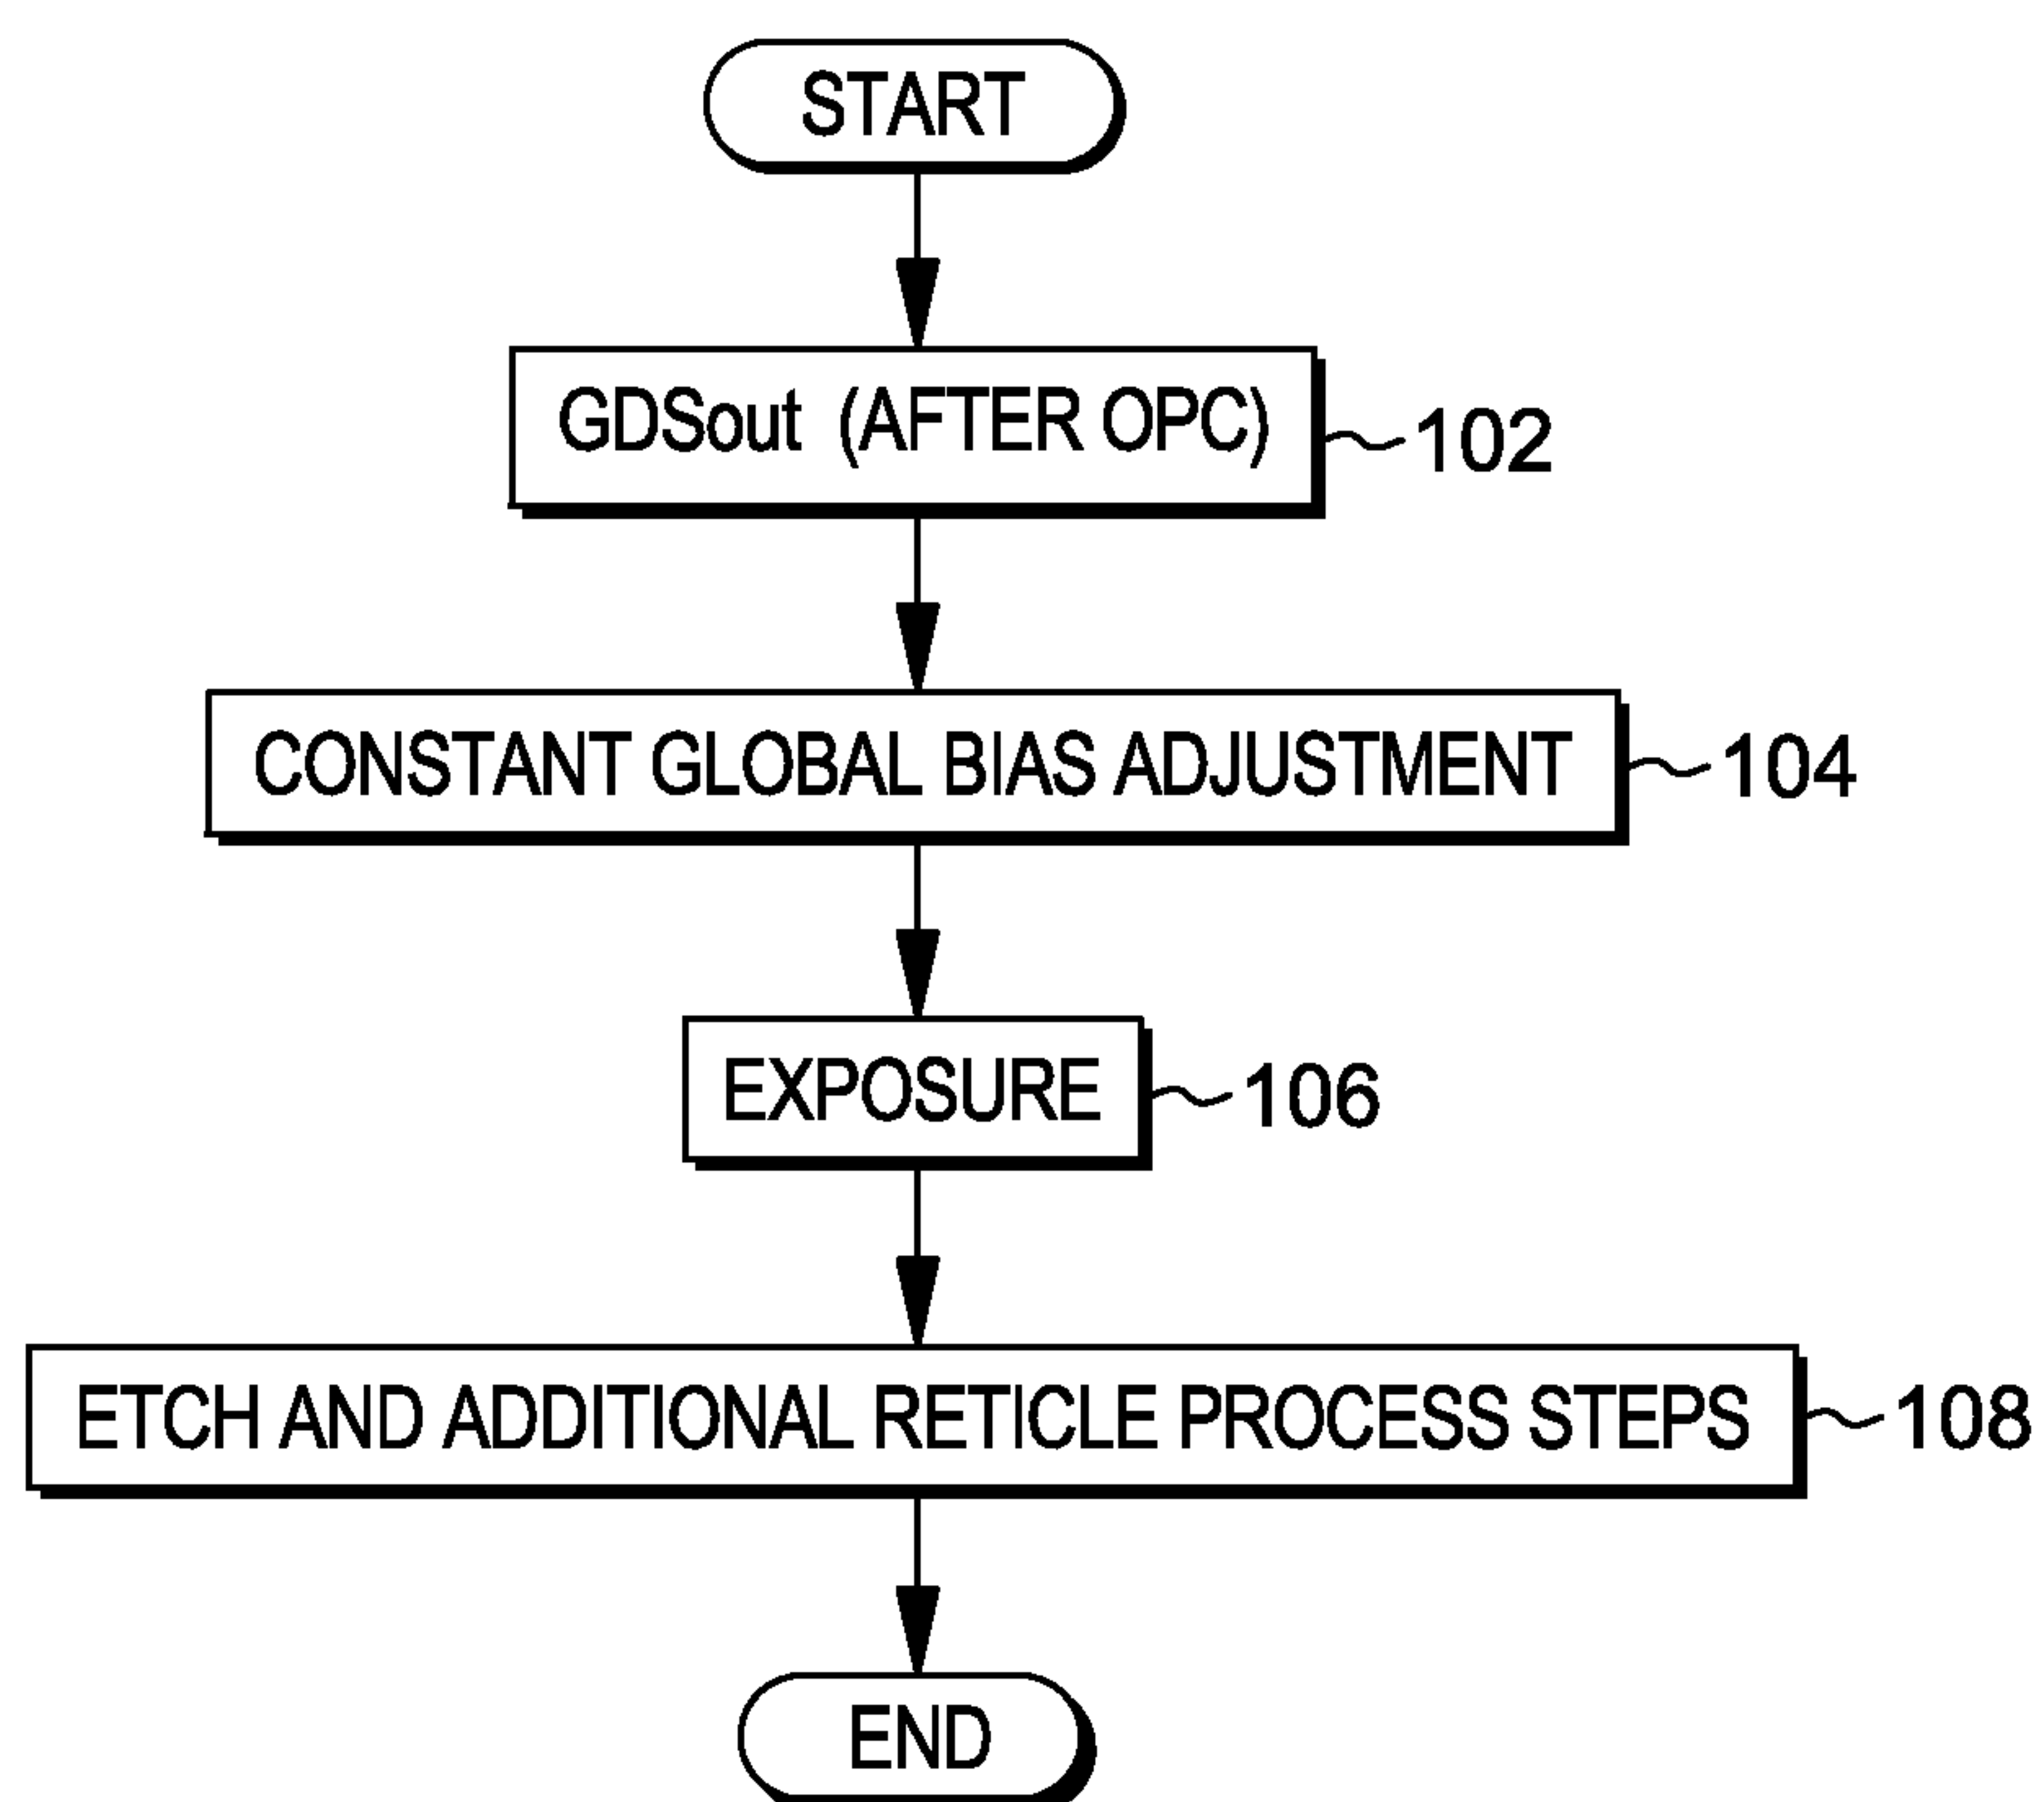 START
GDSout (AFTER OPC) 102
CONSTANT GLOBAL BIAS ADJUSTMENT 104
EXPOSURE 106
ETCH AND ADDITIONAL RETICLE PROCESS STEPS 108
END